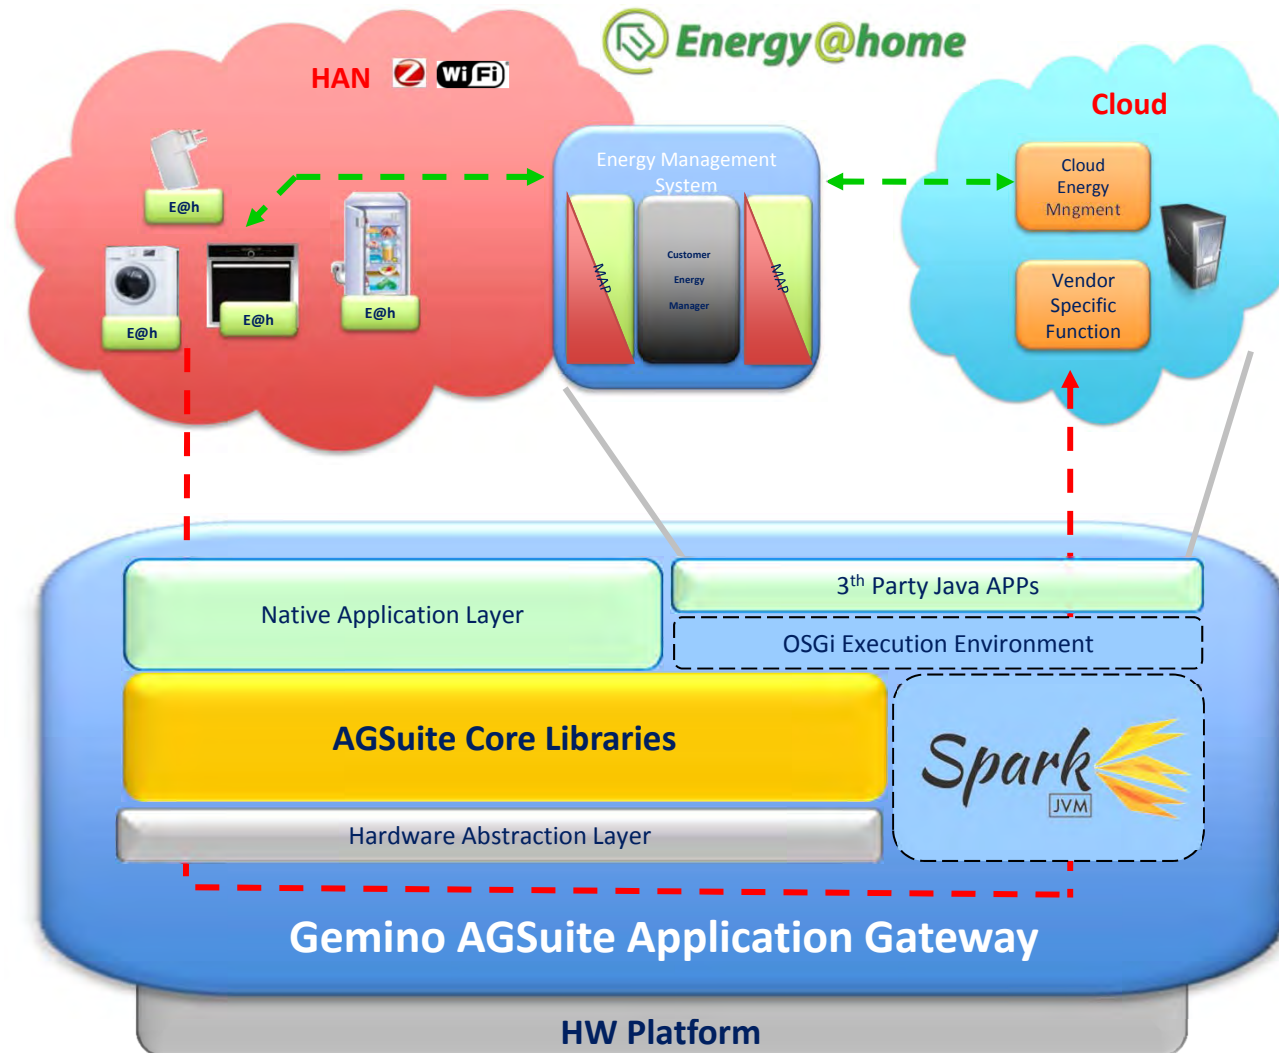 Energy@home
HAN
Z
WiFi
Cloud
Energy Management
System
Cloud
Energy
Mngment
E@h
MAP
Customer
Energy
Manager
MAP
E@h
E@h
E@h
Vendor
Specific
Function
3th Party Java APPs
Native Application Layer
OSGi Execution Environment
AGSuite Core Libraries
Spark
JVM
Hardware Abstraction Layer
Gemino AGSuite Application Gateway
HW Platform